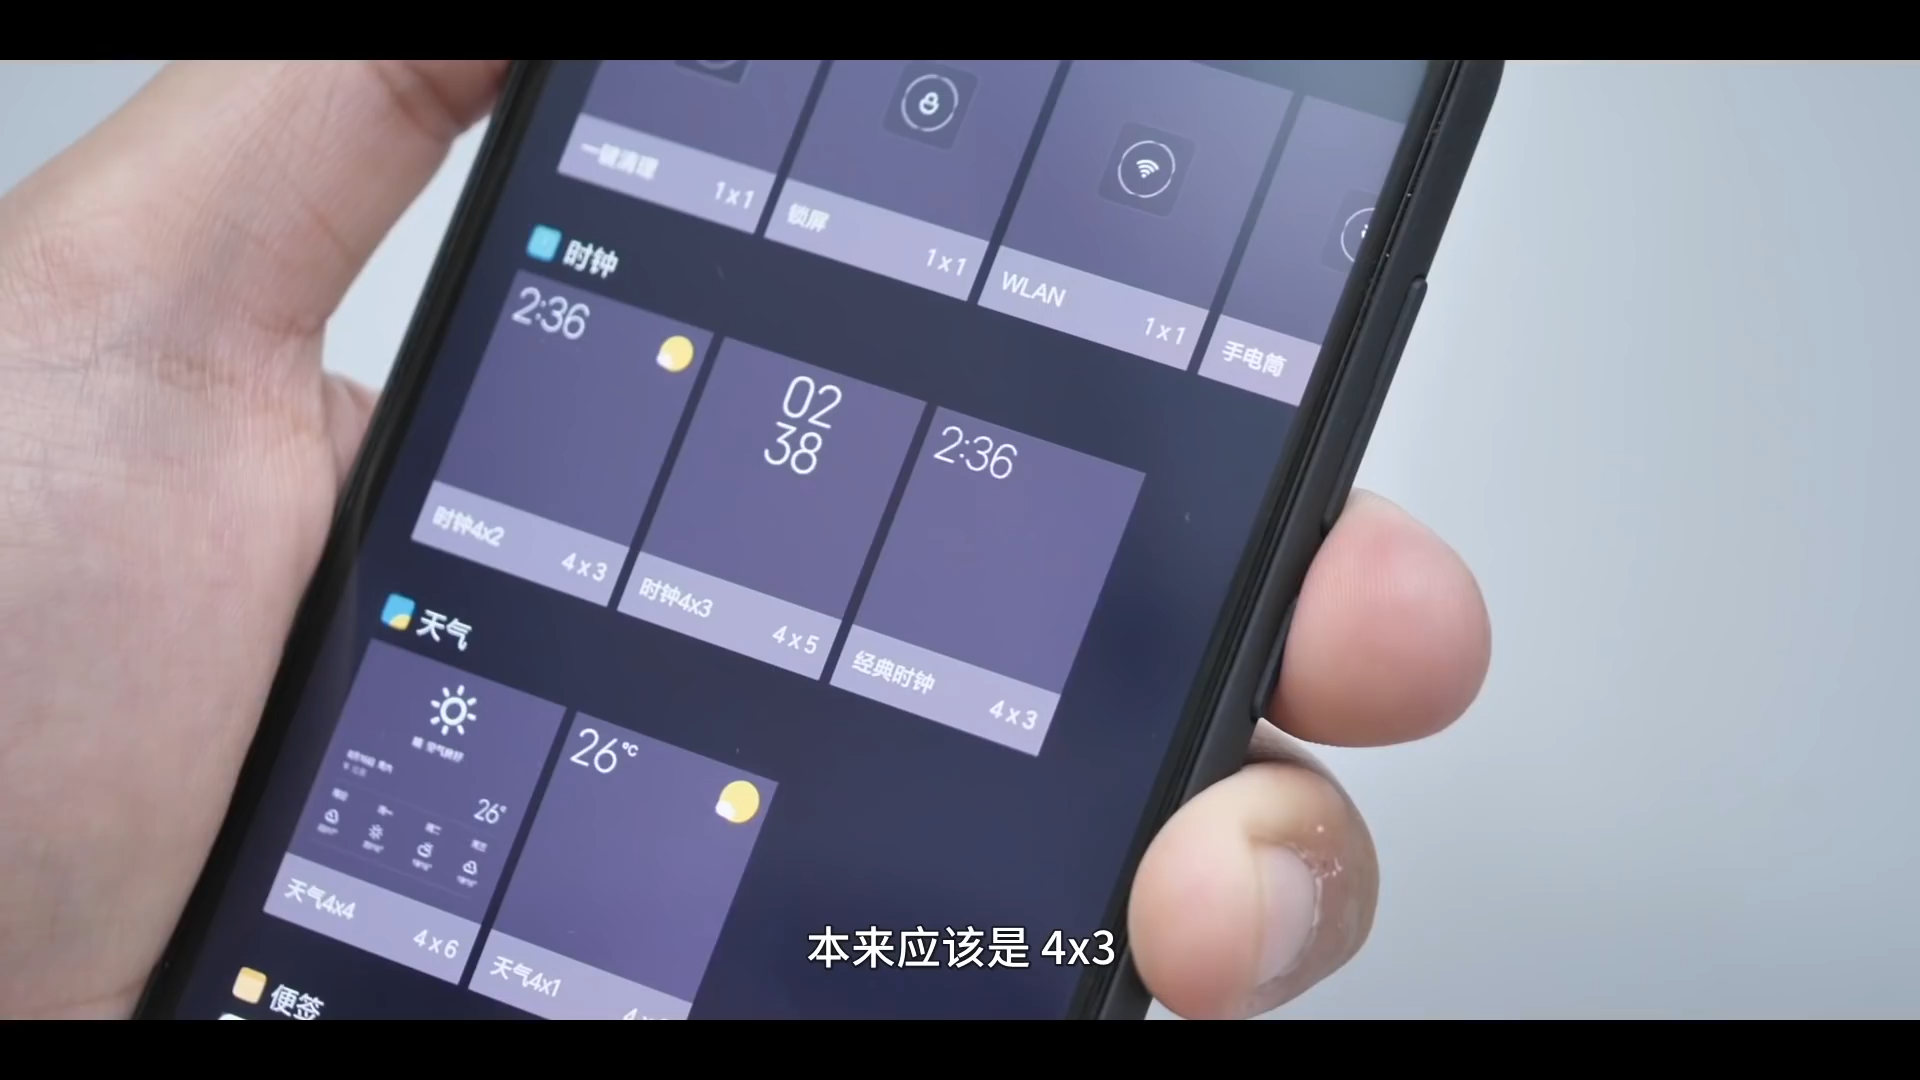 一键清理
1x1
锁屏
1x1
WLAN
1x1
手电筒
时钟
2:36
02
38
2:36
时钟4x2
4x3
时钟4x3
4x5
经典时钟
4x3
天气
26°
26℃
天气4x4
4x6
天气4x1
便签
本来应该是 4x3